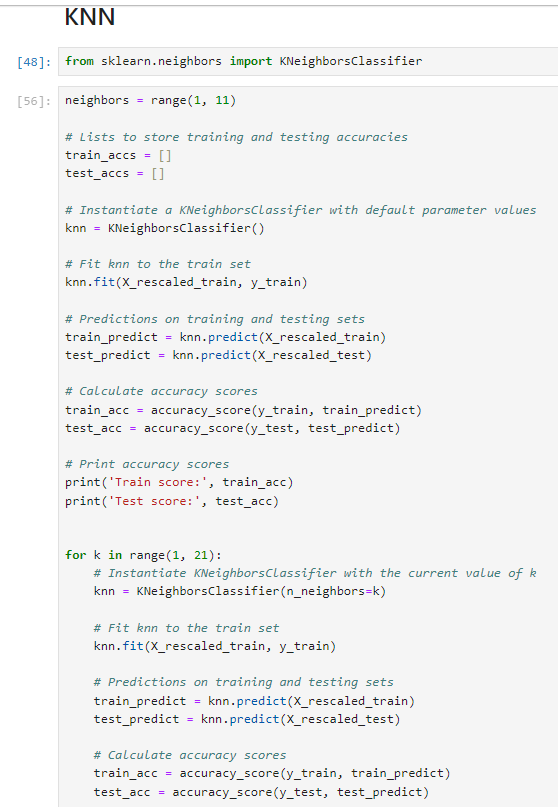 KNN
[48]: from sklearn.neighbors import KNeighborsClassifier
[56]: neighbors = range(1, 11)
# Lists to store training and testing accuracies
train_accs = []
test_accs = []
# Instantiate a KNeighborsClassifier with default parameter values
knn = KNeighborsClassifier()
# Fit knn to the train set
knn.fit(X_rescaled_train, y_train)
# Predictions on training and testing sets
train_predict = knn.predict(X_rescaled_train)
test_predict = knn.predict(X_rescaled_test)
# Calculate accuracy scores
train_acc = accuracy_score(y_train, train_predict)
test_acc = accuracy_score(y_test, test_predict)
# Print accuracy scores
print('Train score:', train_acc)
print('Test score:', test_acc)
for k in range(1, 21):
    # Instantiate KNeighborsClassifier with the current value of k
    knn = KNeighborsClassifier(n_neighbors=k)
    # Fit knn to the train set
    knn.fit(X_rescaled_train, y_train)
    # Predictions on training and testing sets
    train_predict = knn.predict(X_rescaled_train)
    test_predict = knn.predict(X_rescaled_test)
    # Calculate accuracy scores
    train_acc = accuracy_score(y_train, train_predict)
    test_acc = accuracy_score(y_test, test_predict)